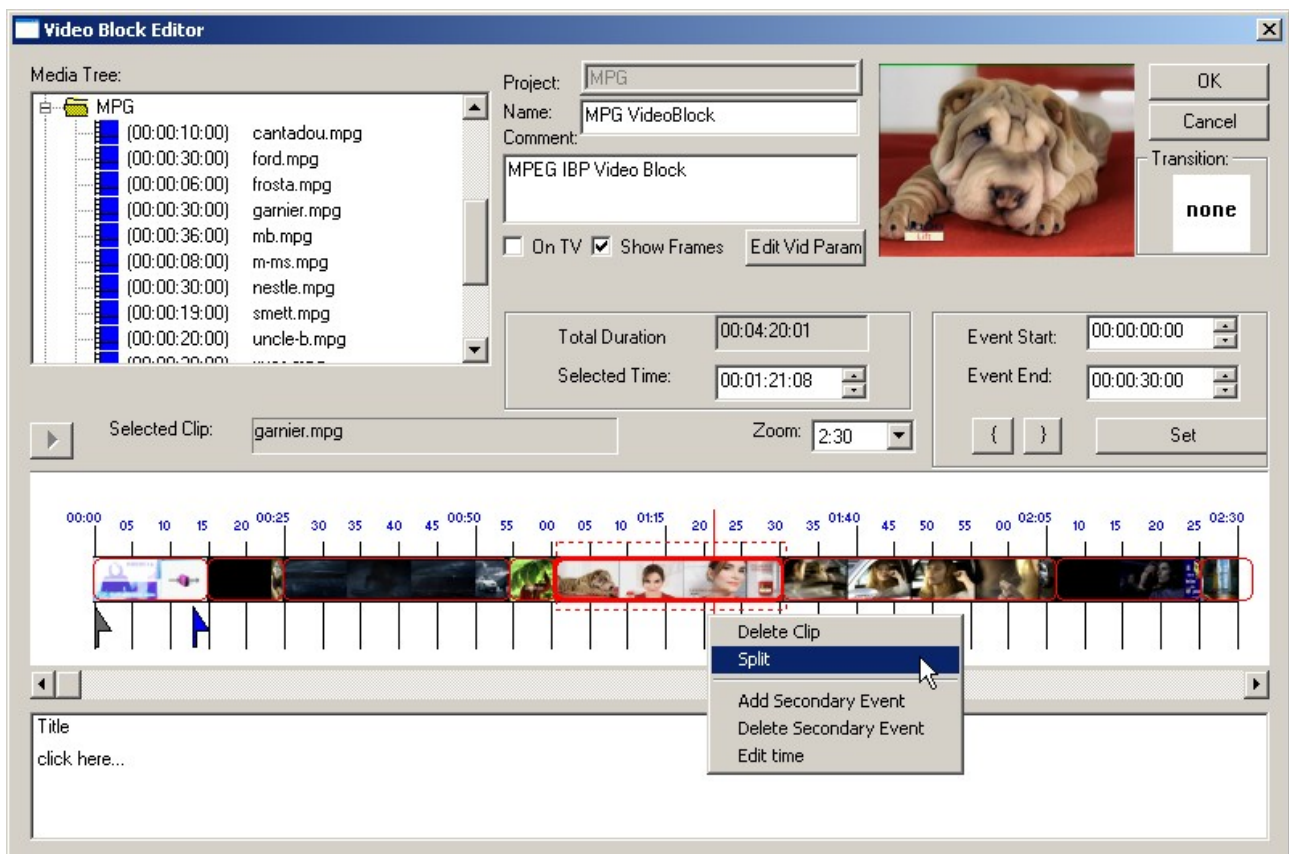 Video Block Editor
Media Tree:
MPG
(00:00:10:00) cantadou.mpg
(00:00:30:00) ford.mpg
(00:00:06:00) frosta.mpg
(00:00:30:00) garnier.mpg
(00:00:36:00) mb.mpg
(00:00:08:00) m-ms.mpg
(00:00:30:00) nestle.mpg
(00:00:19:00) smett.mpg
(00:00:20:00) uncle-b.mpg
Project: MPG
Name: MPG VideoBlock
Comment:
MPEG IBP Video Block
On TV Show Frames Edit Vid Param
OK
Cancel
Transition:
none
Total Duration 00:04:20:01
Selected Time: 00:01:21:08
Event Start: 00:00:00:00
Event End: 00:00:30:00
{ } Set
Selected Clip: garnier.mpg
Zoom: 2:30
00:00 05 10 15 20 00:25 30 35 40 45 00:50 55 00 05 10 01:15 20 25 30 35 01:40 45 50 55 00 02:05 10 15 20 25 02:30
Delete Clip
Split
Add Secondary Event
Delete Secondary Event
Edit time
Title
click here...